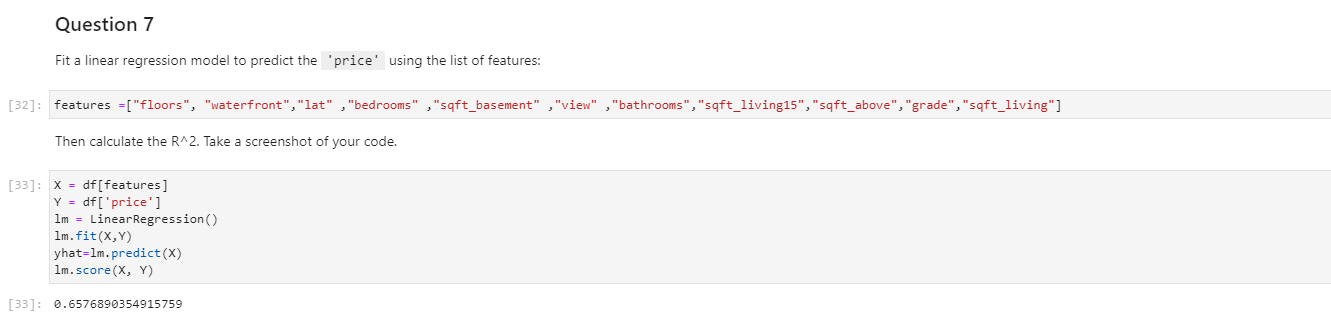 Question 7
Fit a linear regression model to predict the 'price' using the list of features:
[32]: features =["floors", "waterfront","lat" ,"bedrooms" ,"sqft_basement" ,"view" ,"bathrooms","sqft_living15","sqft_above","grade","sqft_living"]
Then calculate the R^2. Take a screenshot of your code.
[33]: X = df[features]
Y = df['price']
lm = LinearRegression()
lm.fit(X,Y)
yhat=lm.predict(X)
lm.score(X, Y)
[33]: 0.6576890354915759